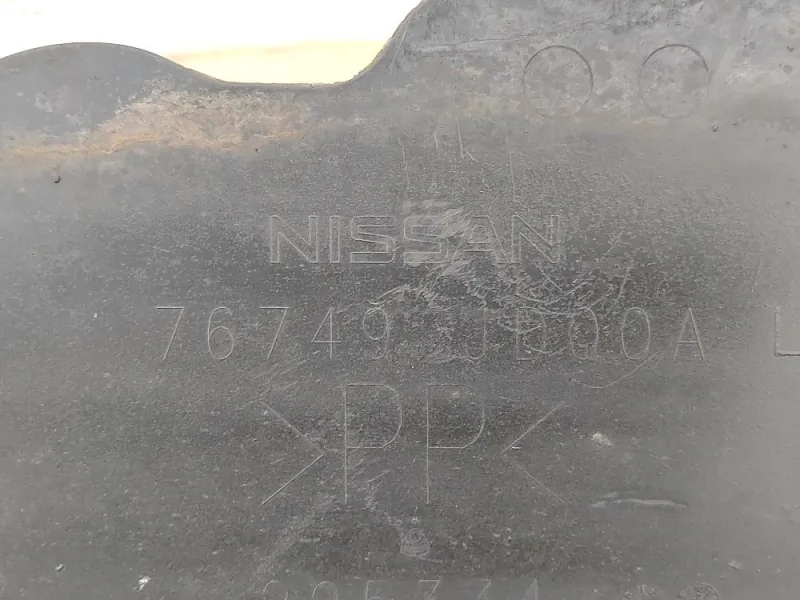 NISSAN
76749 JD00A L
>PP<